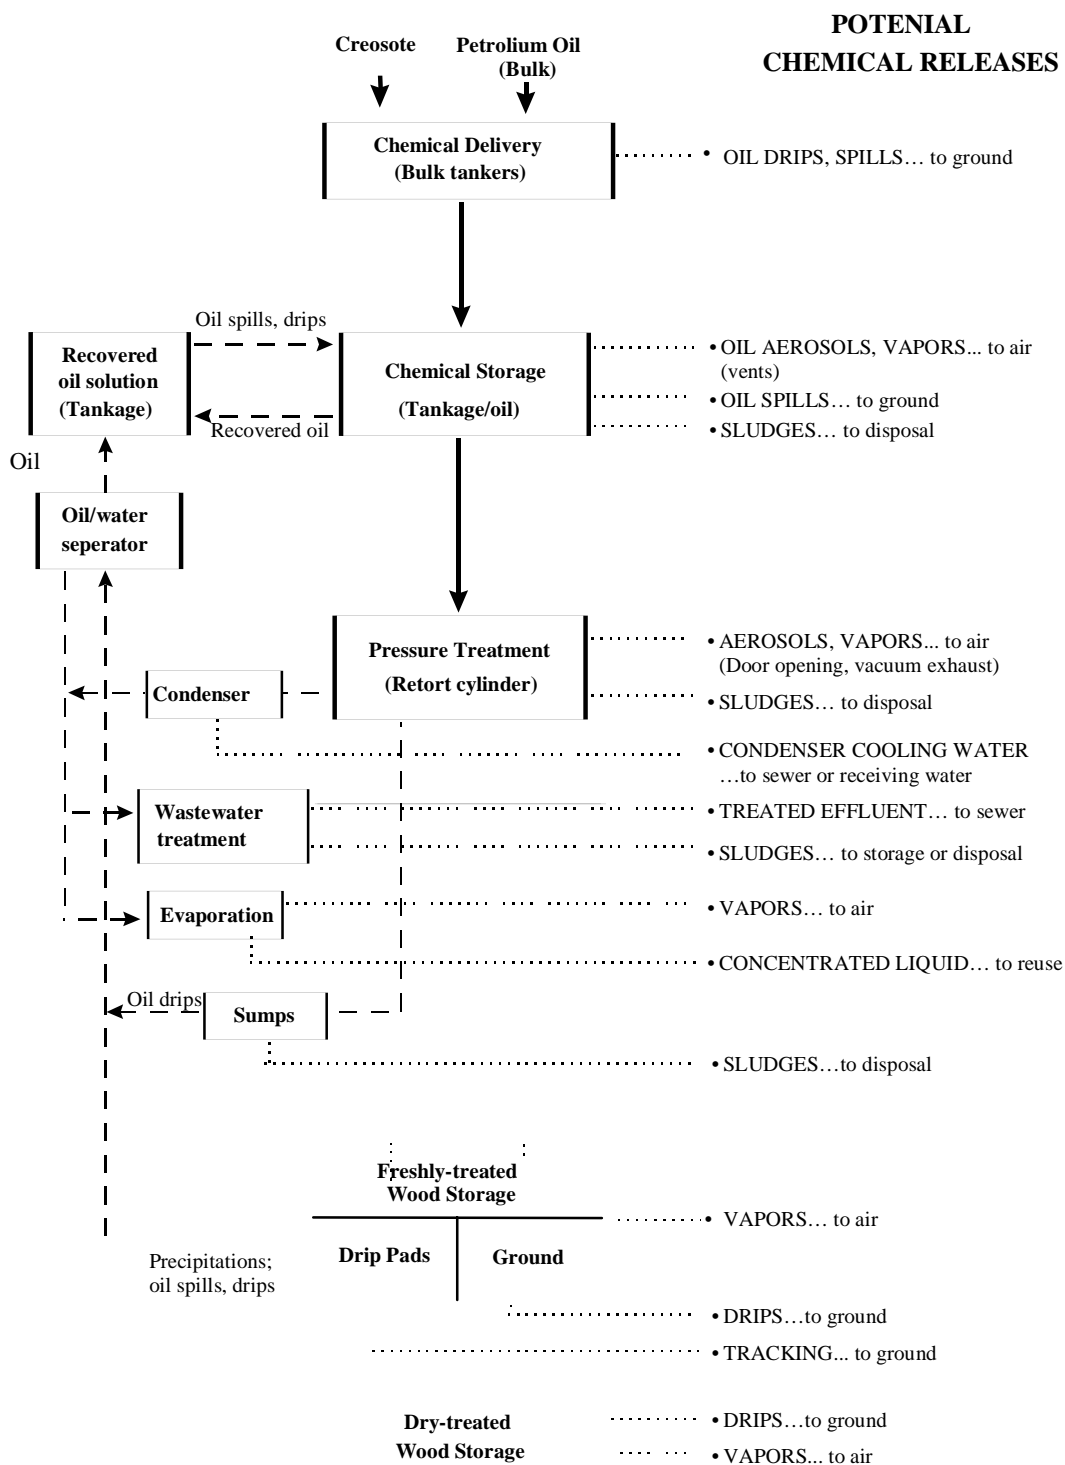 POTENIAL
CHEMICAL RELEASES
Creosote
Petrolium Oil
(Bulk)
Chemical Delivery
(Bulk tankers)
• OIL DRIPS, SPILLS… to ground
Oil spills, drips
Recovered
oil solution
(Tankage)
Chemical Storage
(Tankage/oil)
• OIL AEROSOLS, VAPORS... to air
(vents)
• OIL SPILLS… to ground
• SLUDGES… to disposal
Recovered oil
Oil
Oil/water
seperator
Pressure Treatment
(Retort cylinder)
• AEROSOLS, VAPORS... to air
(Door opening, vacuum exhaust)
• SLUDGES… to disposal
Condenser
• CONDENSER COOLING WATER
…to sewer or receiving water
Wastewater
treatment
• TREATED EFFLUENT… to sewer
• SLUDGES… to storage or disposal
Evaporation
• VAPORS… to air
• CONCENTRATED LIQUID… to reuse
Oil drips
Sumps
• SLUDGES…to disposal
Freshly-treated
Wood Storage
• VAPORS… to air
Drip Pads
Ground
Precipitations;
oil spills, drips
• DRIPS…to ground
• TRACKING... to ground
Dry-treated
Wood Storage
• DRIPS…to ground
• VAPORS... to air